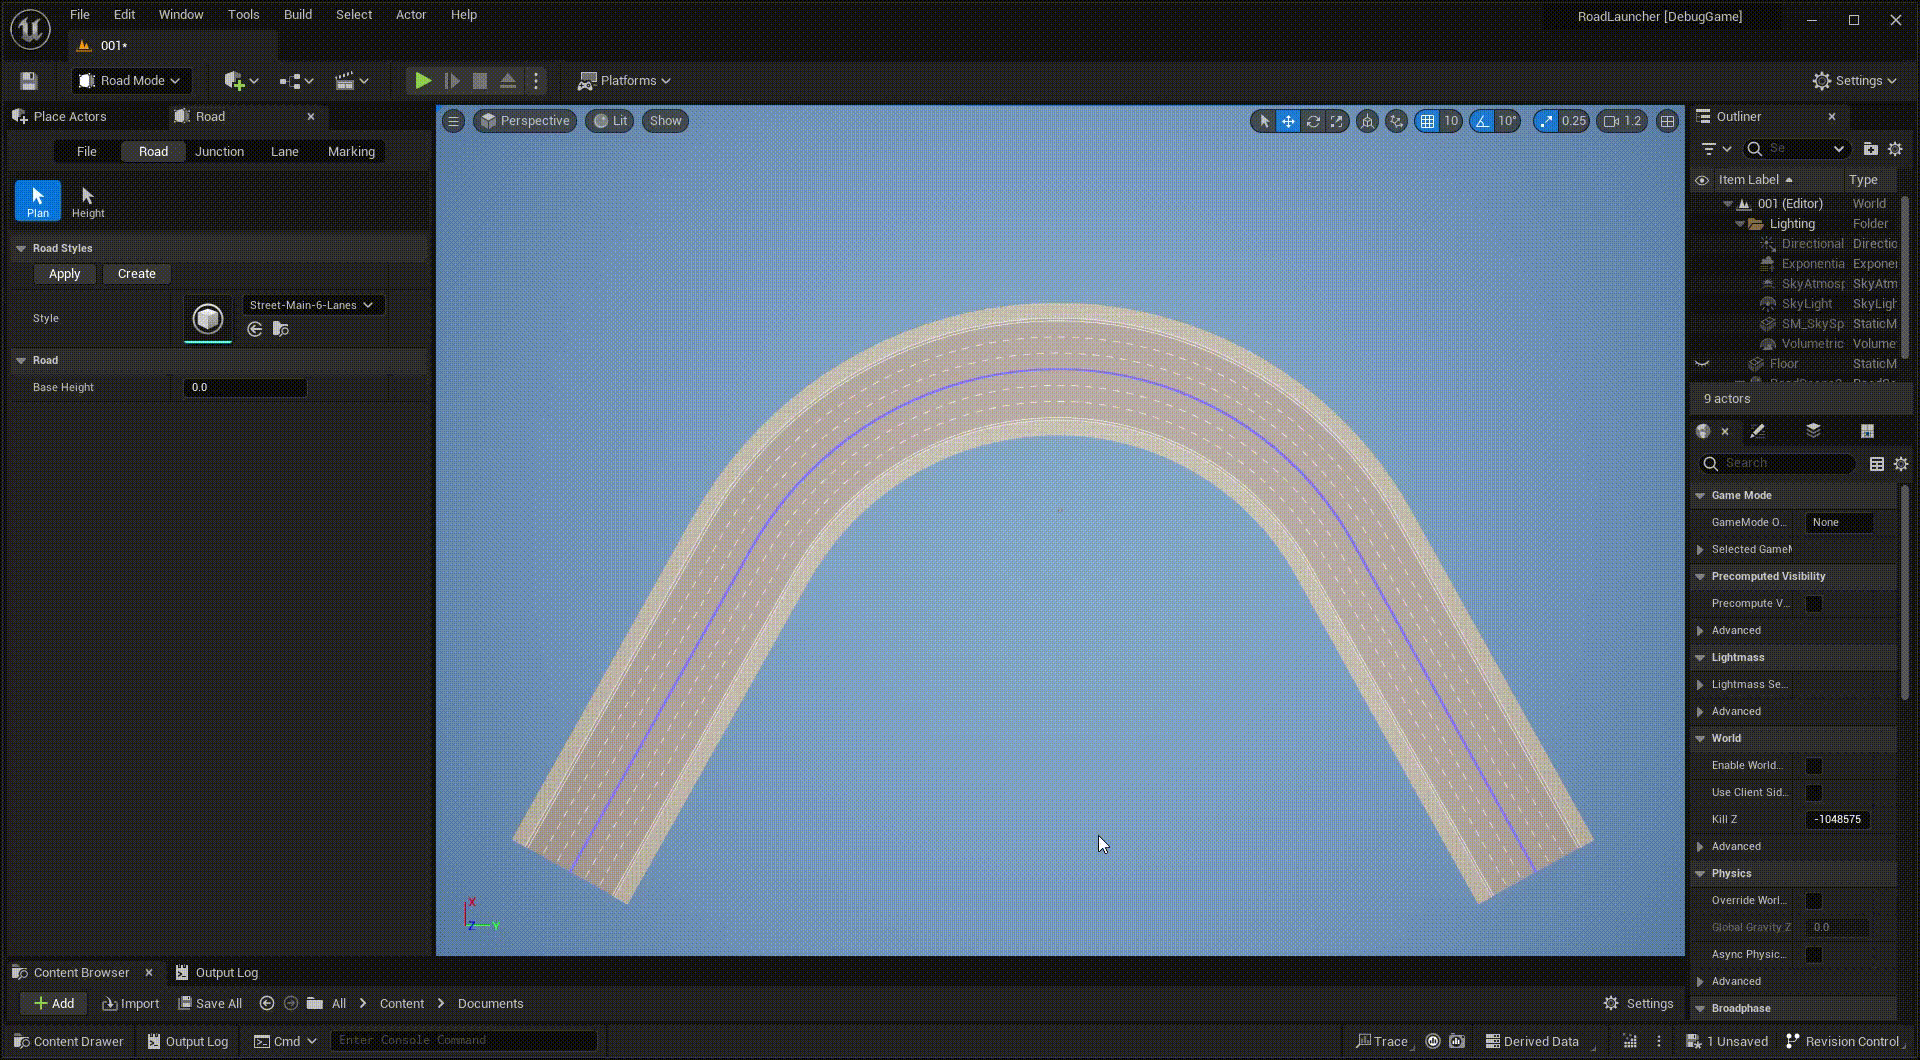 File Edit Window Tools Build Select Actor Help
RoadLauncher [DebugGame]
001*
Road Mode
Platforms
Settings
Place Actors
Road
File Road Junction Lane Marking
Plan Height
Road Styles
Apply Create
Style
Street-Main-6-Lanes
Road
Base Height 0.0
Perspective Lit Show
10 10° 0.25 1.2
X
Z Y
Outliner
Se
Item Label Type
001 (Editor) World
Lighting Folder
Directional Directic
Exponentia Exponer
SkyAtmosp SkyAtm
SkyLight SkyLigh
SM_SkySp StaticM
Volumetric Volume
Floor StaticM
9 actors
Search
Game Mode
GameMode O... None
Selected GameM
Precomputed Visibility
Precompute V...
Advanced
Lightmass
Lightmass Se...
Advanced
World
Enable World...
Use Client Sid...
Kill Z -1048575
Advanced
Physics
Override Worl...
Global Gravity Z 0.0
Async Physic...
Advanced
Broadphase
Content Browser Output Log
Add Import Save All All Content Documents Settings
Content Drawer Output Log Cmd Enter Console Command Trace Derived Data 1 Unsaved Revision Control